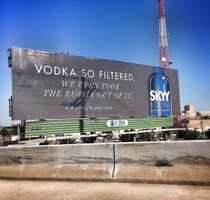 VODKA SO FILTERED,
WE EVEN TOOK
THE RUSSIA OUT OF IT.
SKYY
CBS